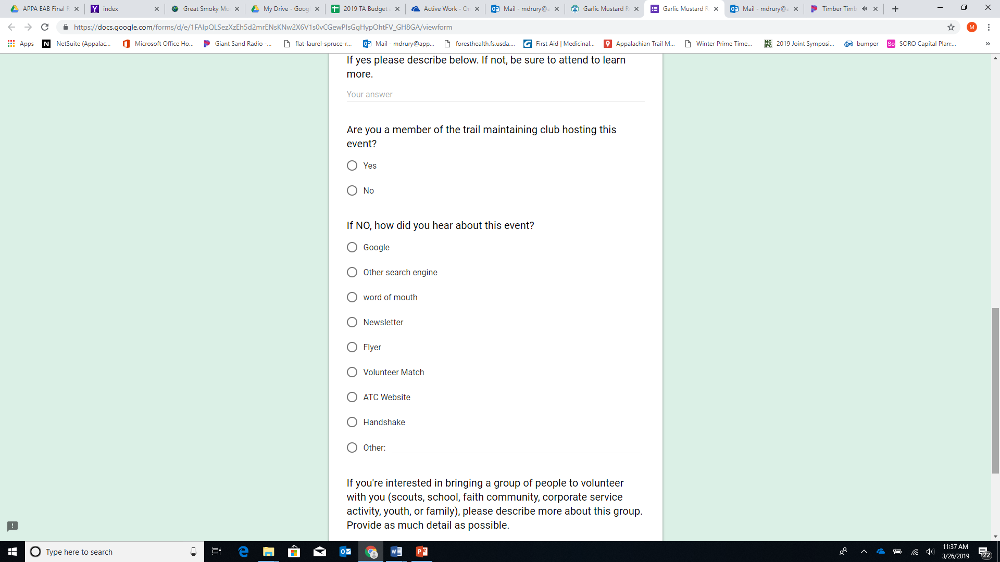 APPA EAB Final R
index
Great Smoky Mo
My Drive - Goog
2019 TA Budget
Active Work - Or
Mail - mdrury@a
Garlic Mustard R
Garlic Mustard R
Mail - mdrury@a
Timber Timb
https://docs.google.com/forms/d/e/1FAIpQLSezXzEh5d2mrENsKNw2X6V1s0vCGewPIsGgHypOhtFV_GH8GA/viewform
M
Apps
N NetSuite (Appalac...
Microsoft Office Ho...
Giant Sand Radio -...
flat-laurel-spruce-r...
Mail - mdrury@app...
foresthealth.fs.usda....
First Aid | Medicinal...
Appalachian Trail M...
Winter Prime Time...
NC IPC 2019 Joint Symposi...
bumper
So SORO Capital Plan:...
»
If yes please describe below. If not, be sure to attend to learn
more.
Your answer
Are you a member of the trail maintaining club hosting this
event?
Yes
No
If NO, how did you hear about this event?
Google
Other search engine
word of mouth
Newsletter
Flyer
Volunteer Match
ATC Website
Handshake
Other:
If you're interested in bringing a group of people to volunteer
with you (scouts, school, faith community, corporate service
activity, youth, or family), please describe more about this group.
Provide as much detail as possible.
Type here to search
11:37 AM
3/26/2019
22